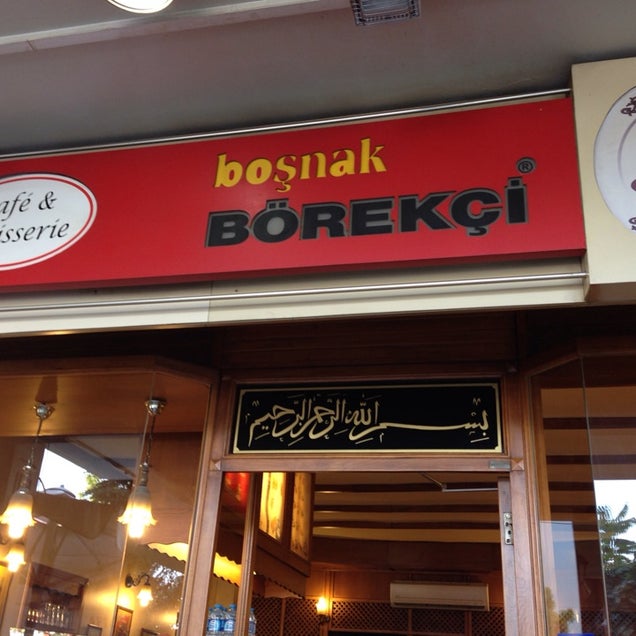 boşnak
BÖREKÇİ®
afé &
isserie
بسم الله الرحمن الرحيم